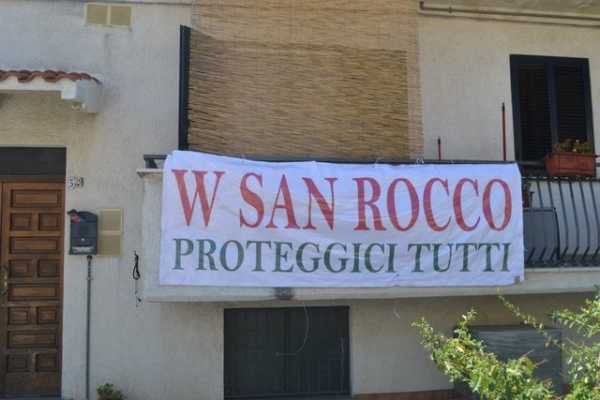 W SAN ROCCO
PROTEGGICI TUTTI